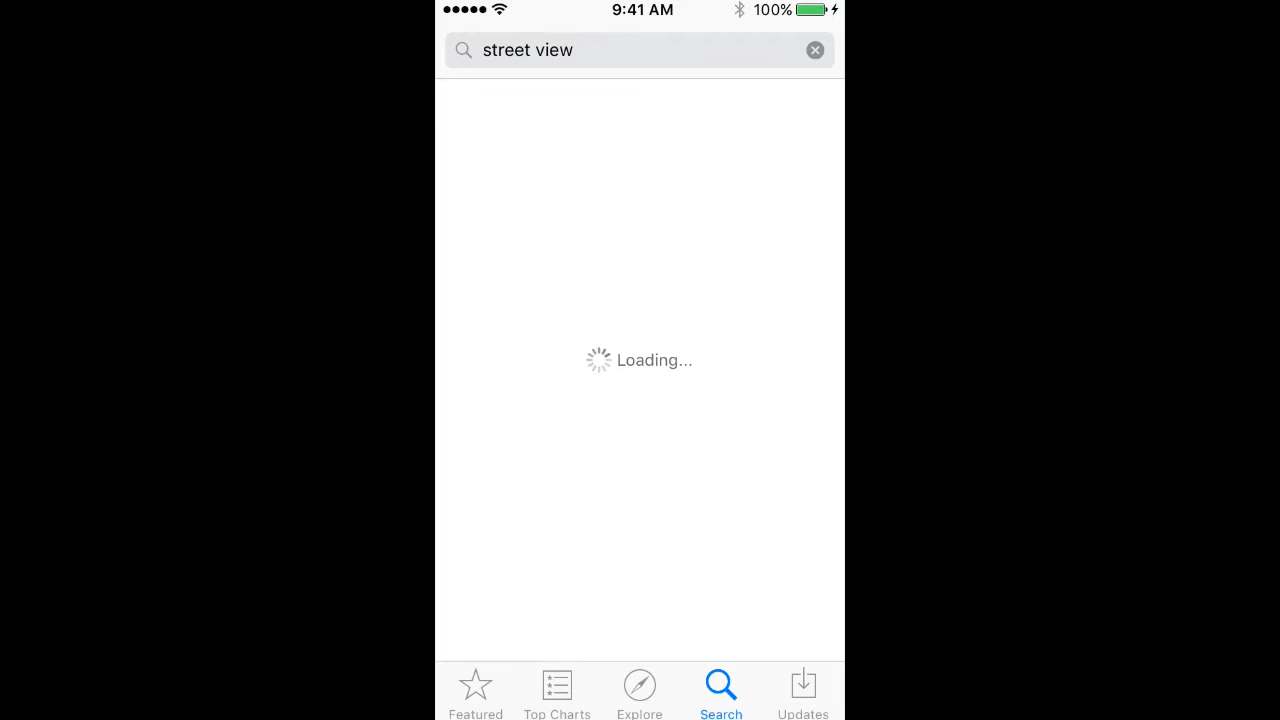 9:41 AM 100%
street view
Loading...
Featured Top Charts Explore Search Updates